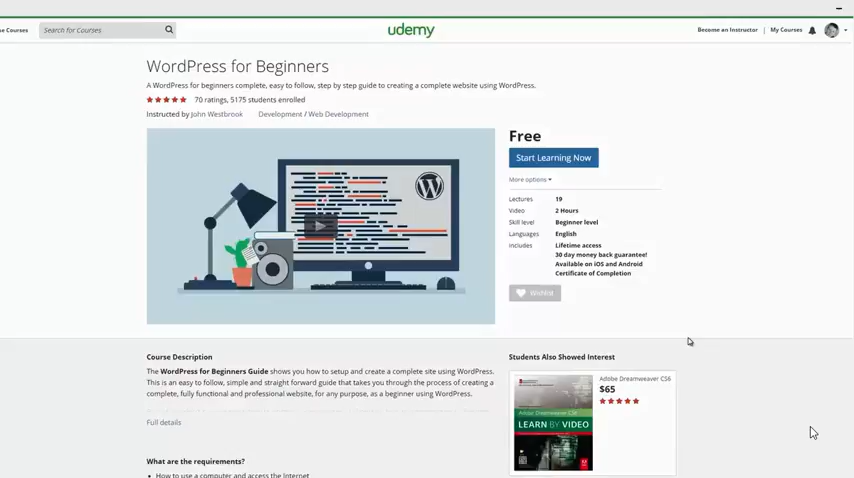 se Courses
Search for Courses
udemy
Become an Instructor | My Courses
WordPress for Beginners
A WordPress for beginners complete, easy to follow, step by step guide to creating a complete website using WordPress.
70 ratings, 5175 students enrolled
Instructed by John Westbrook Development / Web Development
Free
Start Learning Now
More options
Lectures 19
Video 2 Hours
Skill level Beginner level
Languages English
Includes Lifetime access
30 day money back guarantee!
Available on iOS and Android
Certificate of Completion
Wishlist
Course Description
The WordPress for Beginners Guide shows you how to setup and create a complete site using WordPress.
This is an easy to follow, simple and straight forward guide that takes you through the process of creating a
complete, fully functional and professional website, for any purpose, as a beginner using WordPress.
Full details
What are the requirements?
How to use a computer and access the Internet
Students Also Showed Interest
Adobe Dreamweaver CS6
$65
Adobe Dreamweaver CS6
LEARN BY VIDEO